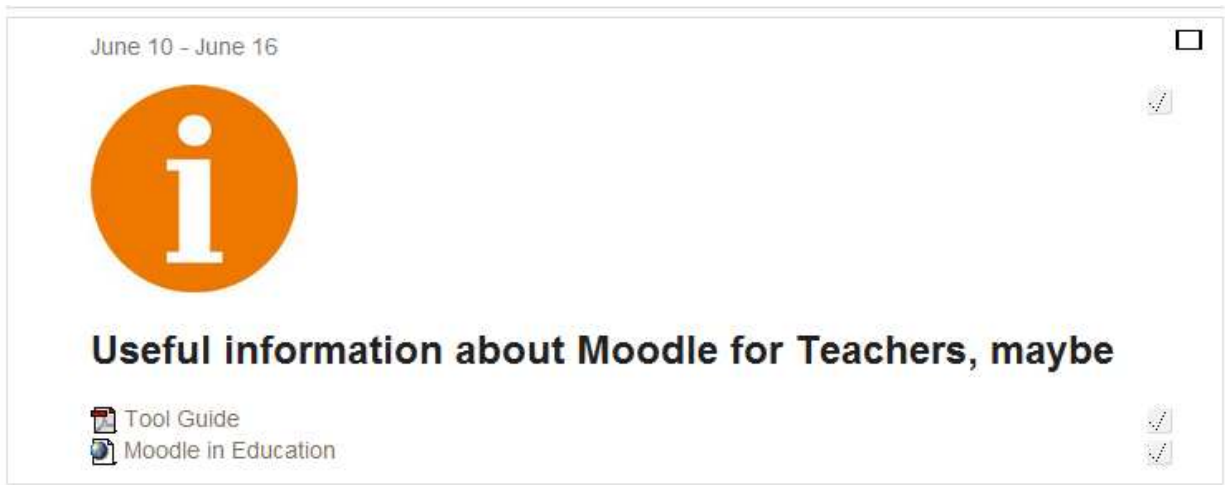 June 10 - June 16
i
Useful information about Moodle for Teachers, maybe
Tool Guide
Moodle in Education